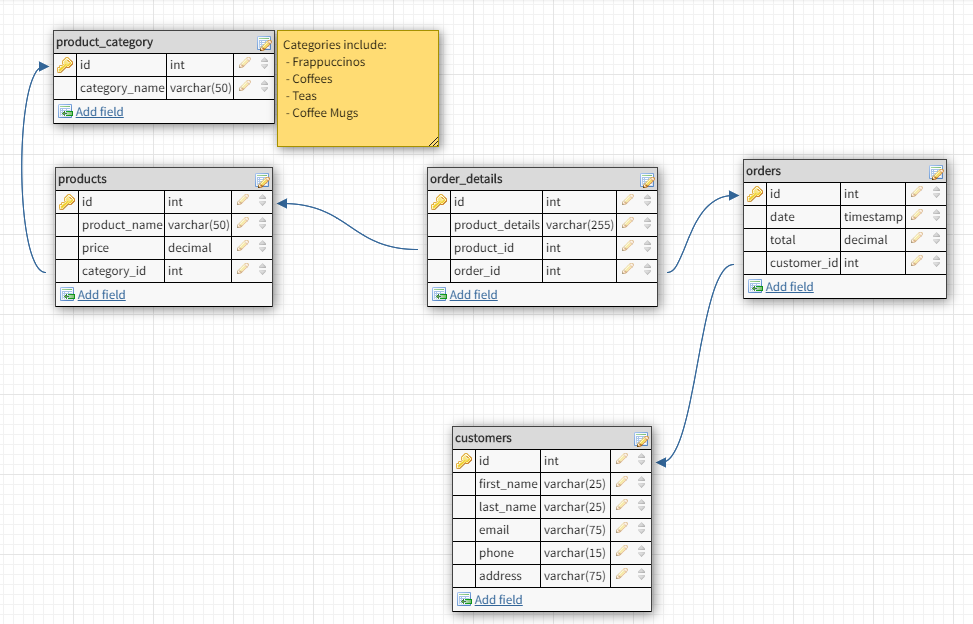 product_category
id int
category_name varchar(50)
Add field
Categories include:
- Frappuccinos
- Coffees
- Teas
- Coffee Mugs
products
id int
product_name varchar(50)
price decimal
category_id int
Add field
order_details
id int
product_details varchar(255)
product_id int
order_id int
Add field
orders
id int
date timestamp
total decimal
customer_id int
Add field
customers
id int
first_name varchar(25)
last_name varchar(25)
email varchar(75)
phone varchar(15)
address varchar(75)
Add field